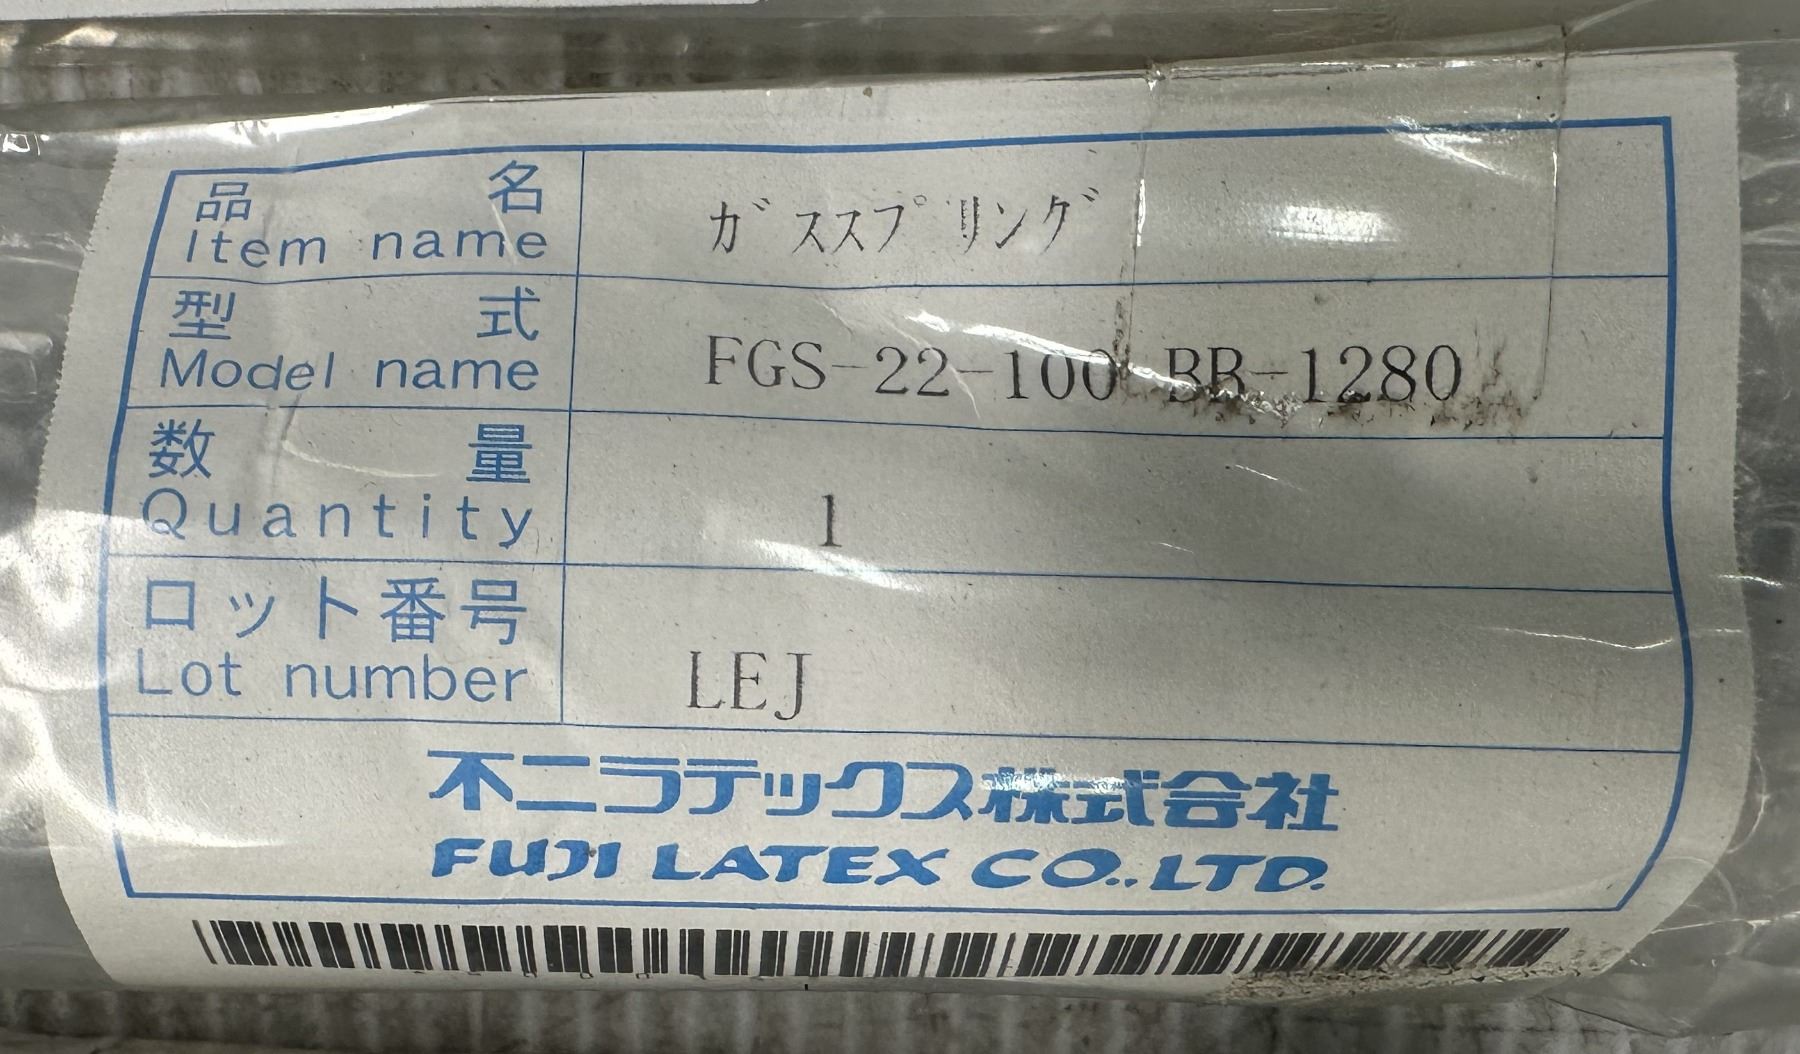 品名 ガススプリング
Item name
型式 FGS-22-100 BB-1280
Model name
数量 1
Quantity
ロット番号 LEJ
Lot number
不二ラテックス株式会社
FUJI LATEX CO.,LTD.